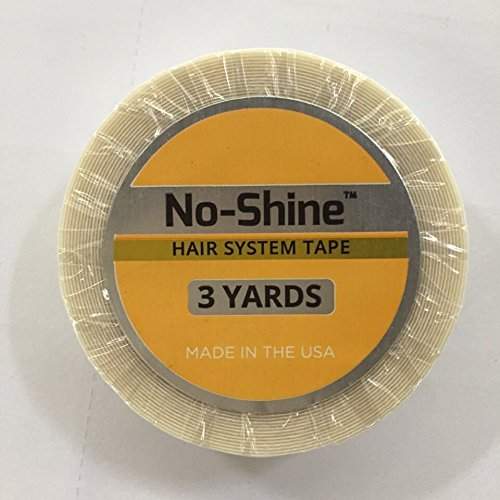 No-Shine™
HAIR SYSTEM TAPE
3 YARDS
MADE IN THE USA